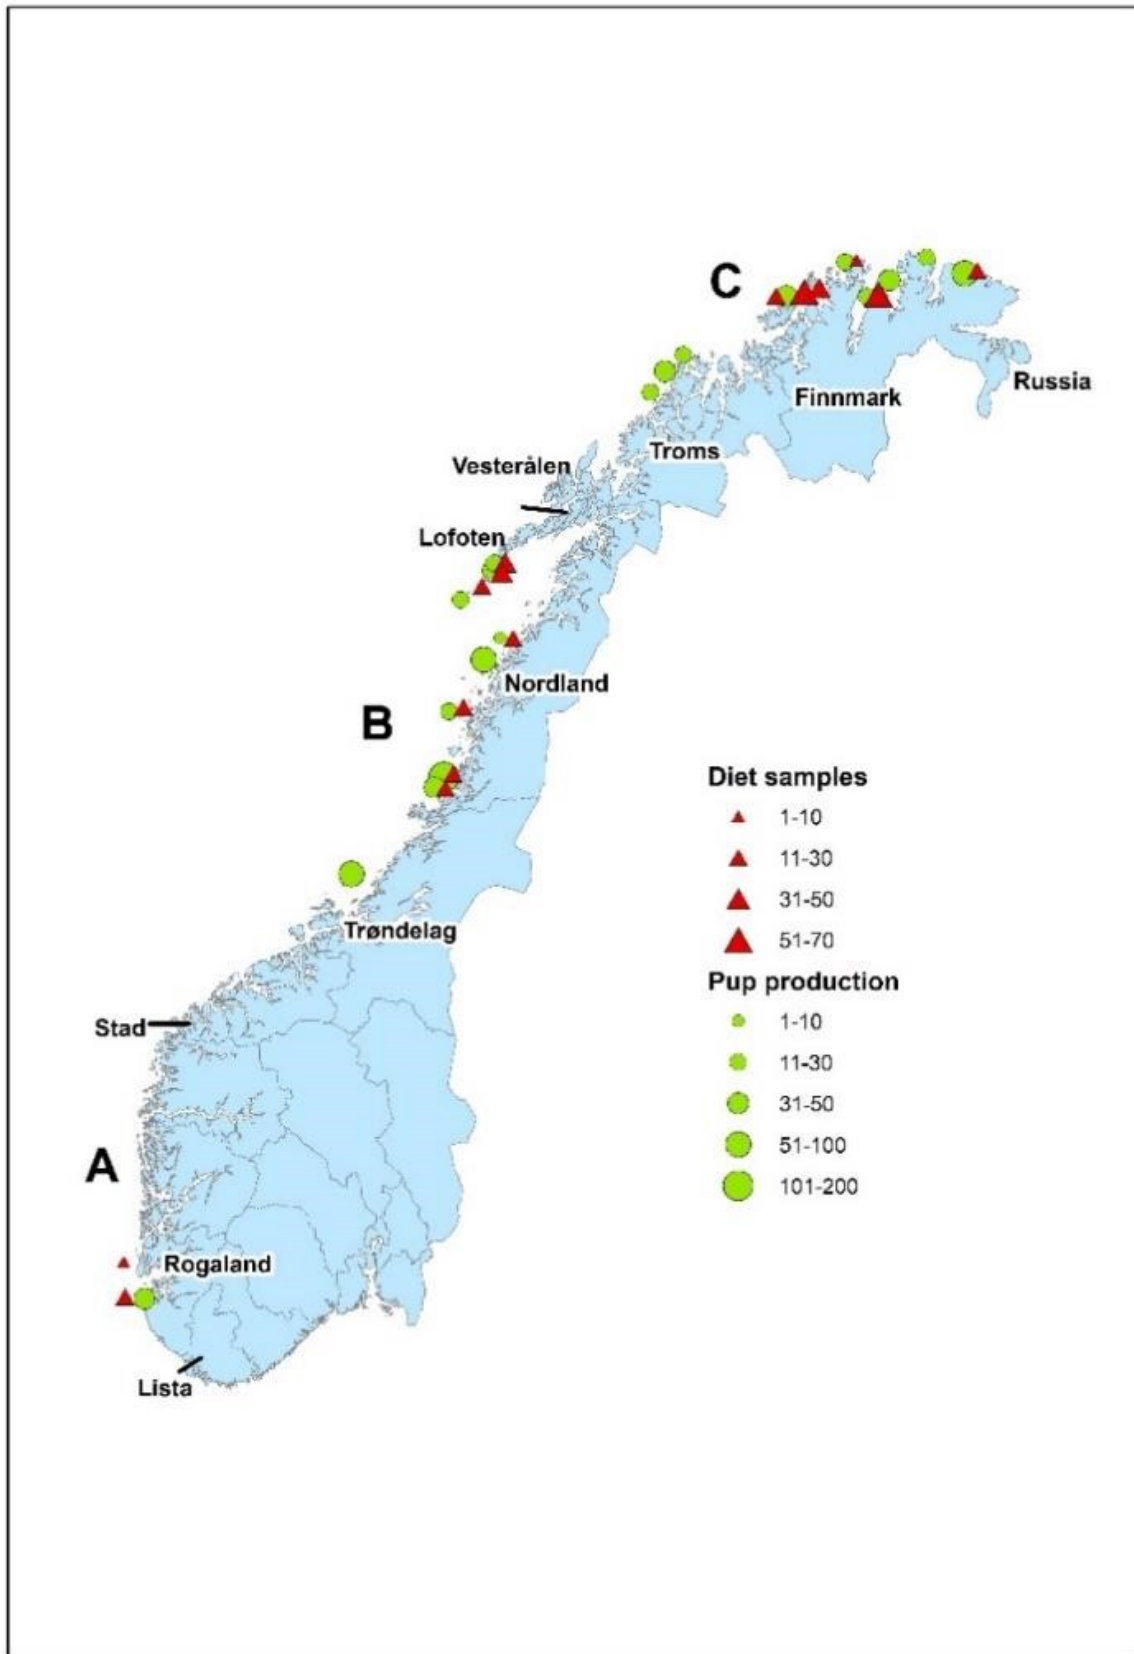 C
Russia
Finnmark
Troms
Vesterålen
Lofoten
Nordland
B
Trøndelag
Stad
A
Rogaland
Lista
Diet samples
1-10
11-30
31-50
51-70
Pup production
1-10
11-30
31-50
51-100
101-200